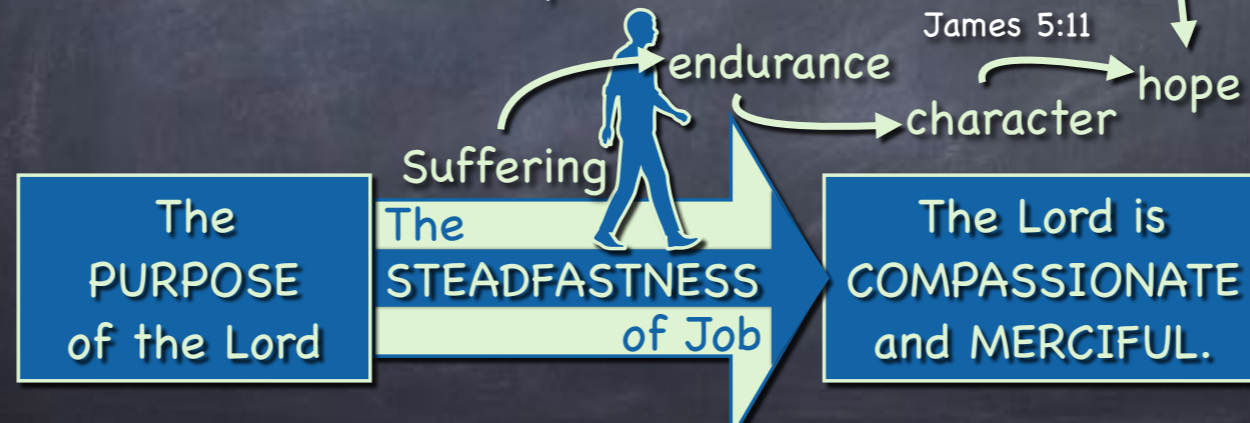 James 5:11
endurance
hope
character
Suffering
The
PURPOSE
of the Lord
The
STEADFASTNESS
of Job
The Lord is
COMPASSIONATE
and MERCIFUL.